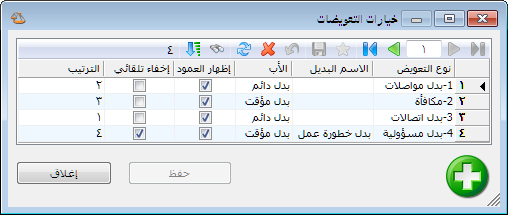 خيارات التعويضات
١ ٤
نوع التعويض الاسم البديل الأب إظهار العمود إخفاء تلقائي الترتيب
١ 1-بدل مواصلات بدل دائم ٢
٢ 2-مكافأة بدل مؤقت ٣
٣ 3-بدل اتصالات بدل دائم ١
٤ 4-بدل مسؤولية بدل خطورة عمل بدل مؤقت ٤
حفظ إغلاق